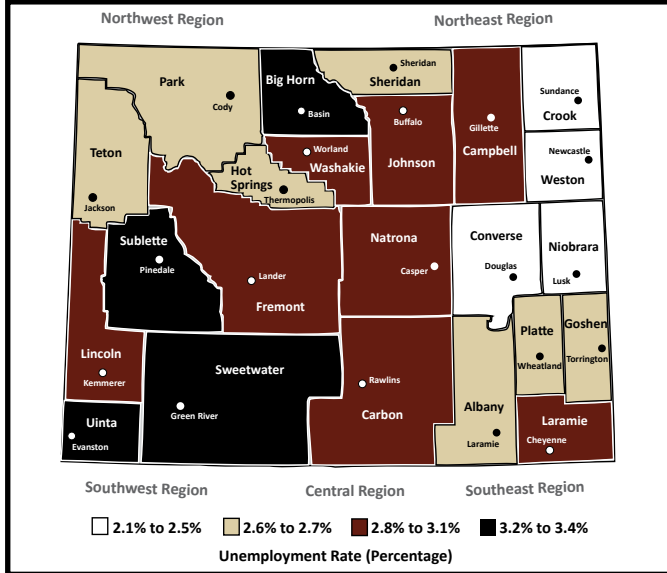 Northwest Region
Northeast Region
Park
Cody
Big Horn
Basin
Sheridan
Sheridan
Campbell
Gillette
Sundance
Crook
Newcastle
Weston
Teton
Jackson
Hot
Springs
Thermopolis
Worland
Washakie
Buffalo
Johnson
Sublette
Pinedale
Lander
Fremont
Natrona
Casper
Converse
Douglas
Niobrara
Lusk
Lincoln
Kemmerer
Sweetwater
Green River
Uinta
Evanston
Rawlins
Carbon
Albany
Laramie
Platte
Wheatland
Goshen
Torrington
Laramie
Cheyenne
Southwest Region
Central Region
Southeast Region
2.1% to 2.5% 2.6% to 2.7% 2.8% to 3.1% 3.2% to 3.4%
Unemployment Rate (Percentage)